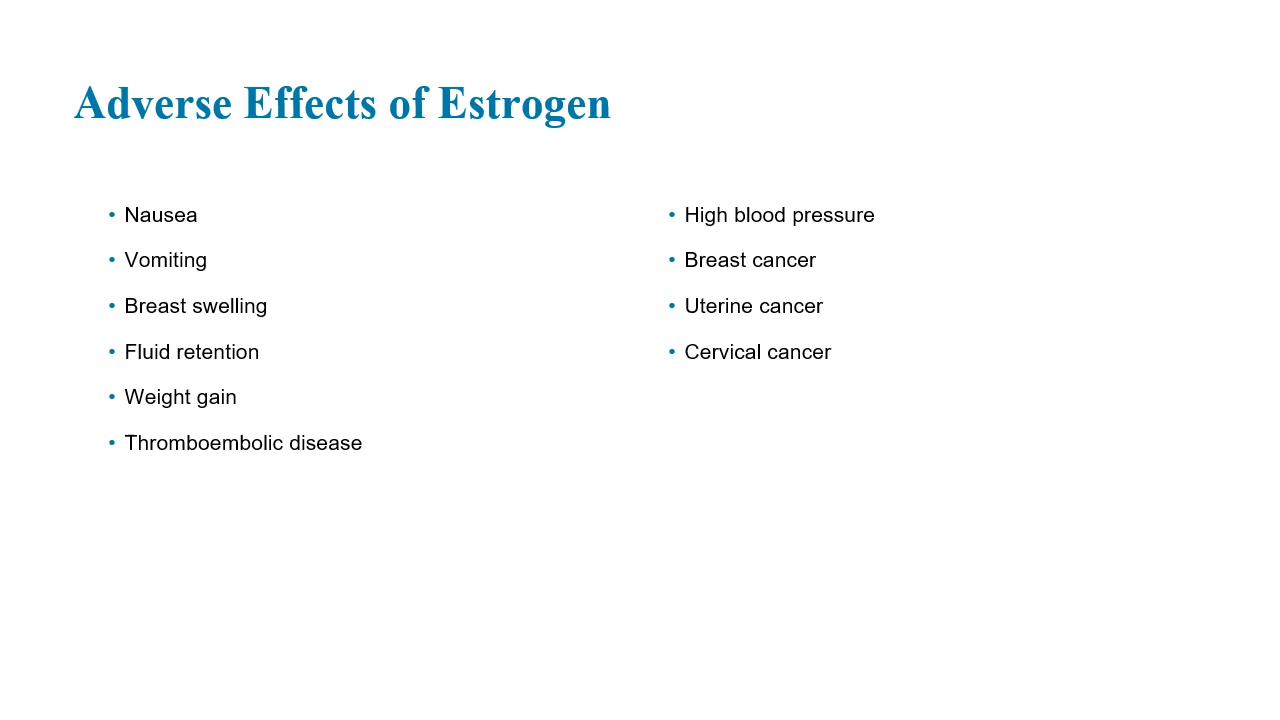 Adverse Effects of Estrogen
• Nausea
• Vomiting
• Breast swelling
• Fluid retention
• Weight gain
• Thromboembolic disease
• High blood pressure
• Breast cancer
• Uterine cancer
• Cervical cancer